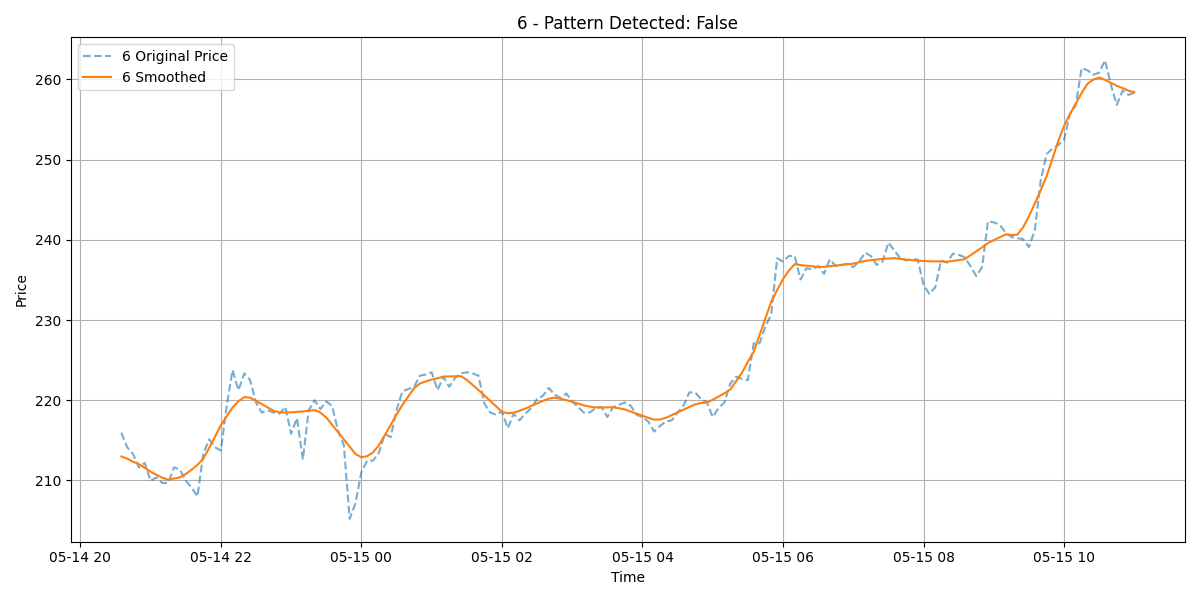 6 - Pattern Detected: False
6 Original Price
6 Smoothed
Price
260
250
240
230
220
210
05-14 20
05-14 22
05-15 00
05-15 02
05-15 04
05-15 06
05-15 08
05-15 10
Time